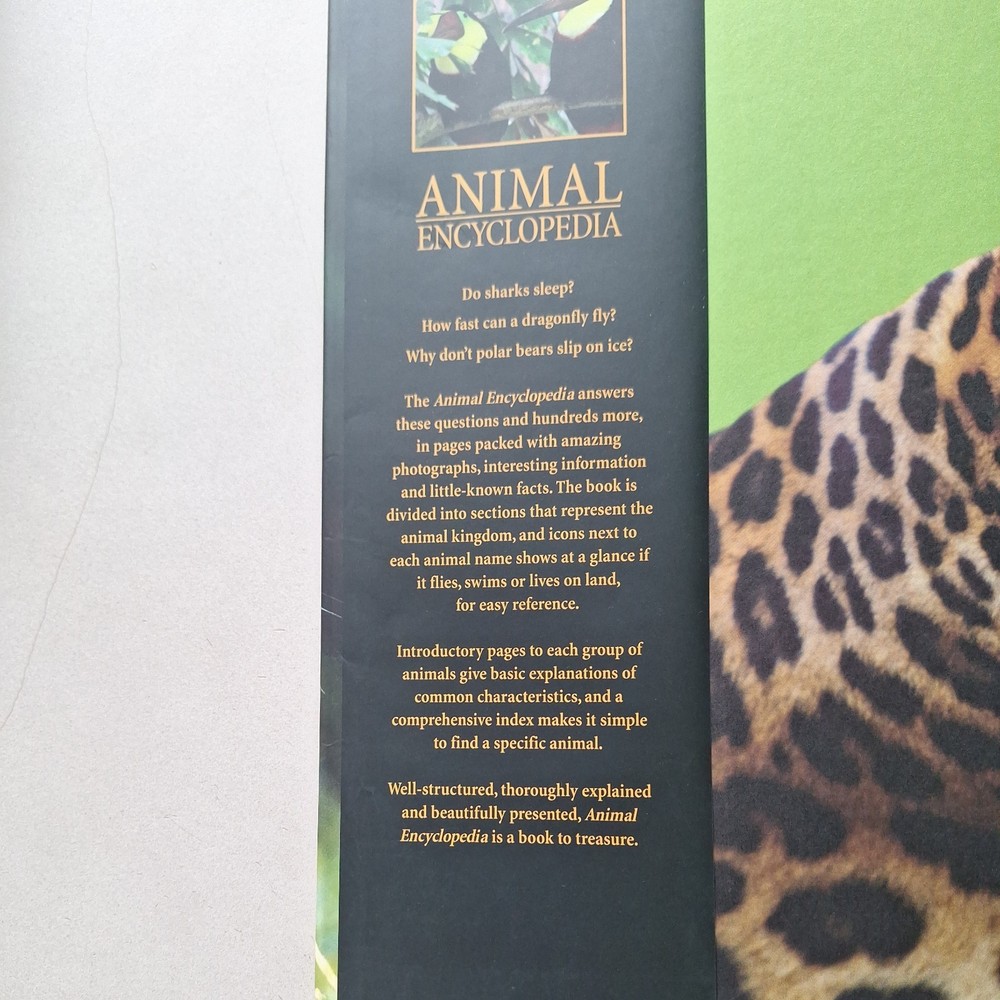 ANIMAL
ENCYCLOPEDIA
Do sharks sleep?
How fast can a dragonfly fly?
Why don't polar bears slip on ice?
The Animal Encyclopedia answers
these questions and hundreds more,
in pages packed with amazing
photographs, interesting information
and little-known facts. The book is
divided into sections that represent the
animal kingdom, and icons next to
each animal name shows at a glance if
it flies, swims or lives on land,
for easy reference.
Introductory pages to each group of
animals give basic explanations of
common characteristics, and a
comprehensive index makes it simple
to find a specific animal.
Well-structured, thoroughly explained
and beautifully presented, Animal
Encyclopedia is a book to treasure.